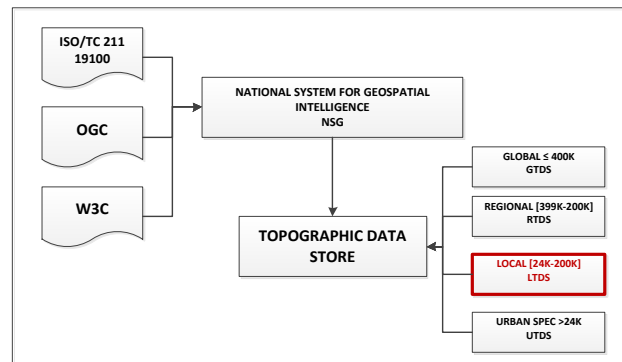 ISO/TC 211
19100
OGC
W3C
NATIONAL SYSTEM FOR GEOSPATIAL
INTELLIGENCE
NSG
TOPOGRAPHIC DATA
STORE
GLOBAL ≤ 400K
GTDS
REGIONAL [399K-200K]
RTDS
LOCAL [24K-200K]
LTDS
URBAN SPEC >24K
UTDS